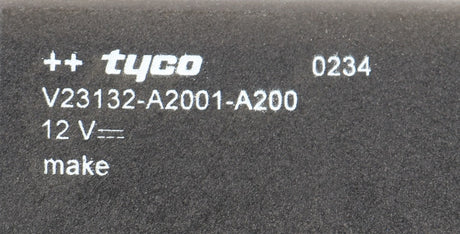 ++ tyco 0234
V23132-A2001-A200
12 V⎓
make